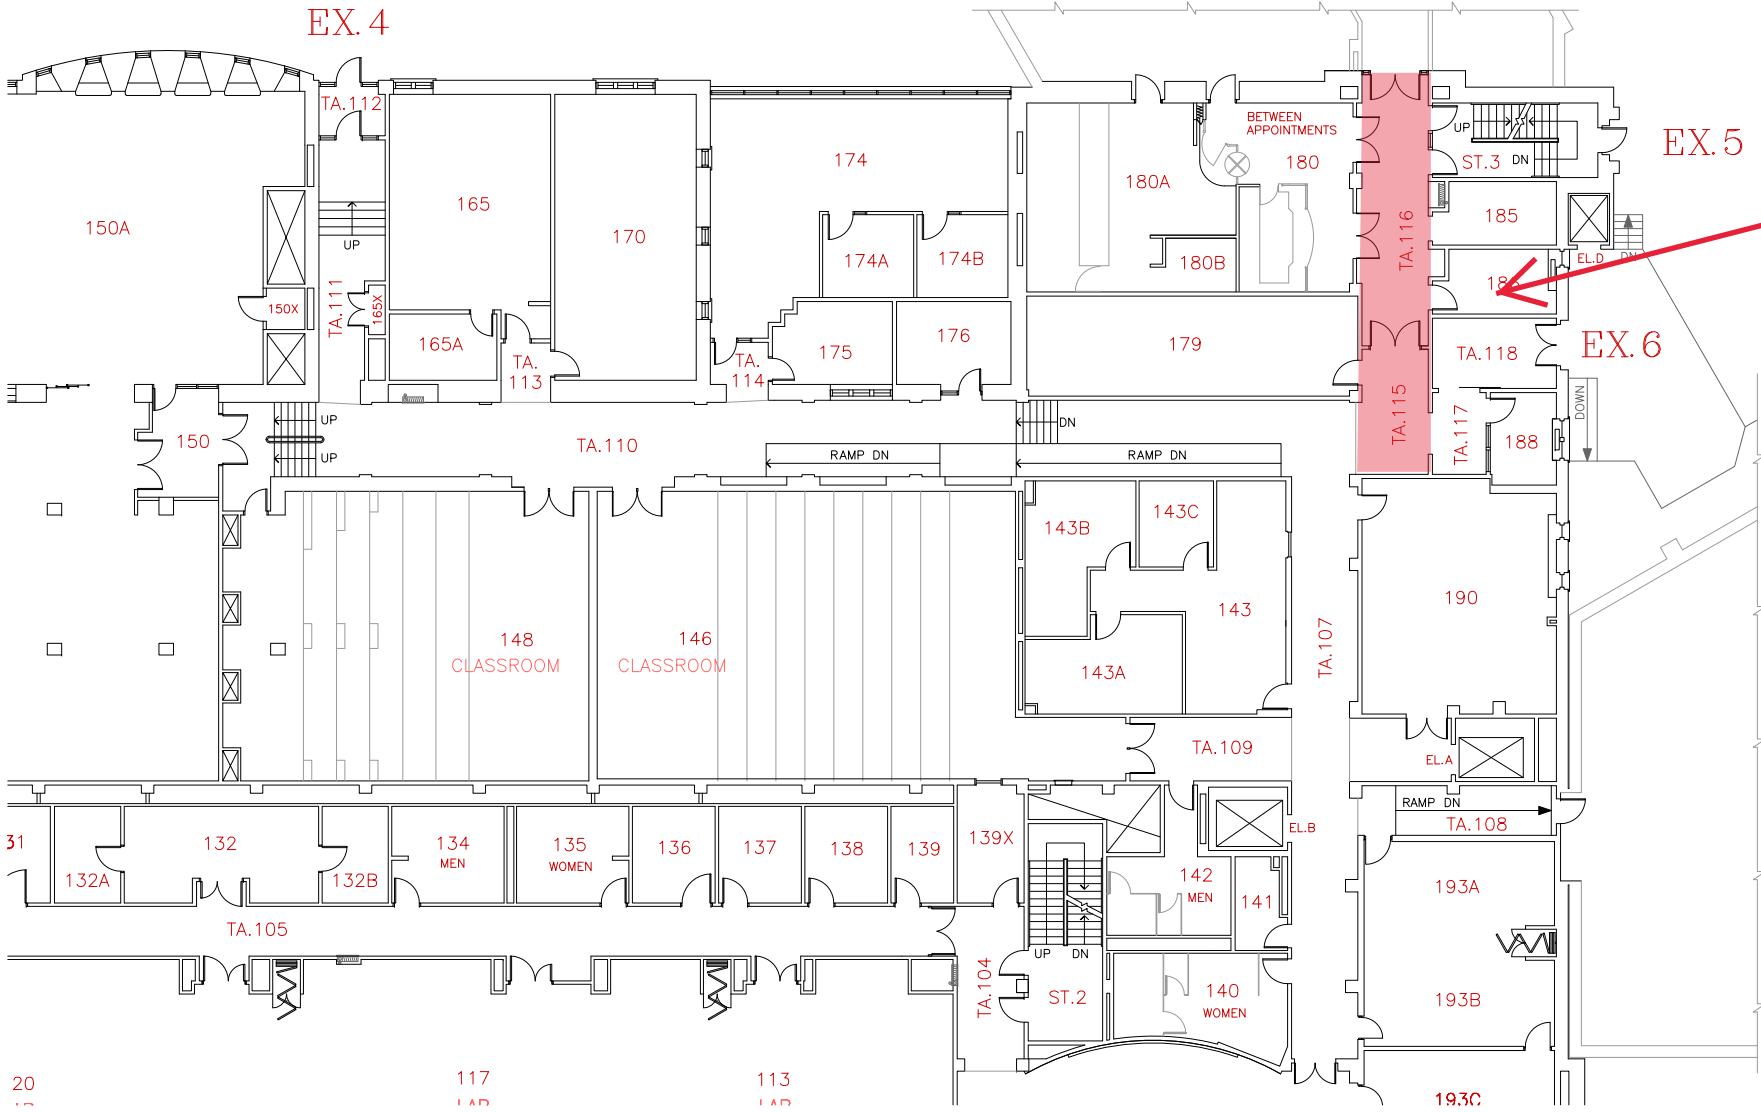 EX. 4
TA.112
BETWEEN
APPOINTMENTS
UP
EX. 5
174
180
ST.3
DN
180A
165
185
150A
170
TA.116
UP
174A
174B
180B
EL.D
DN
150X
TA.111
165X
176
179
165A
175
TA.118
EX. 6
TA.
113
TA.
114
DOWN
TA.115
TA.117
UP
DN
150
TA.110
188
UP
RAMP DN
RAMP DN
143B
143C
190
143
148
CLASSROOM
146
CLASSROOM
TA.107
143A
TA.109
EL.A
RAMP DN
TA.108
EL.B
31
132
134
MEN
135
WOMEN
136
137
138
139
139X
132A
132B
142
MEN
141
193A
TA.105
UP
DN
TA.104
ST.2
140
WOMEN
193B
20
117
LAB
113
LAB
193C